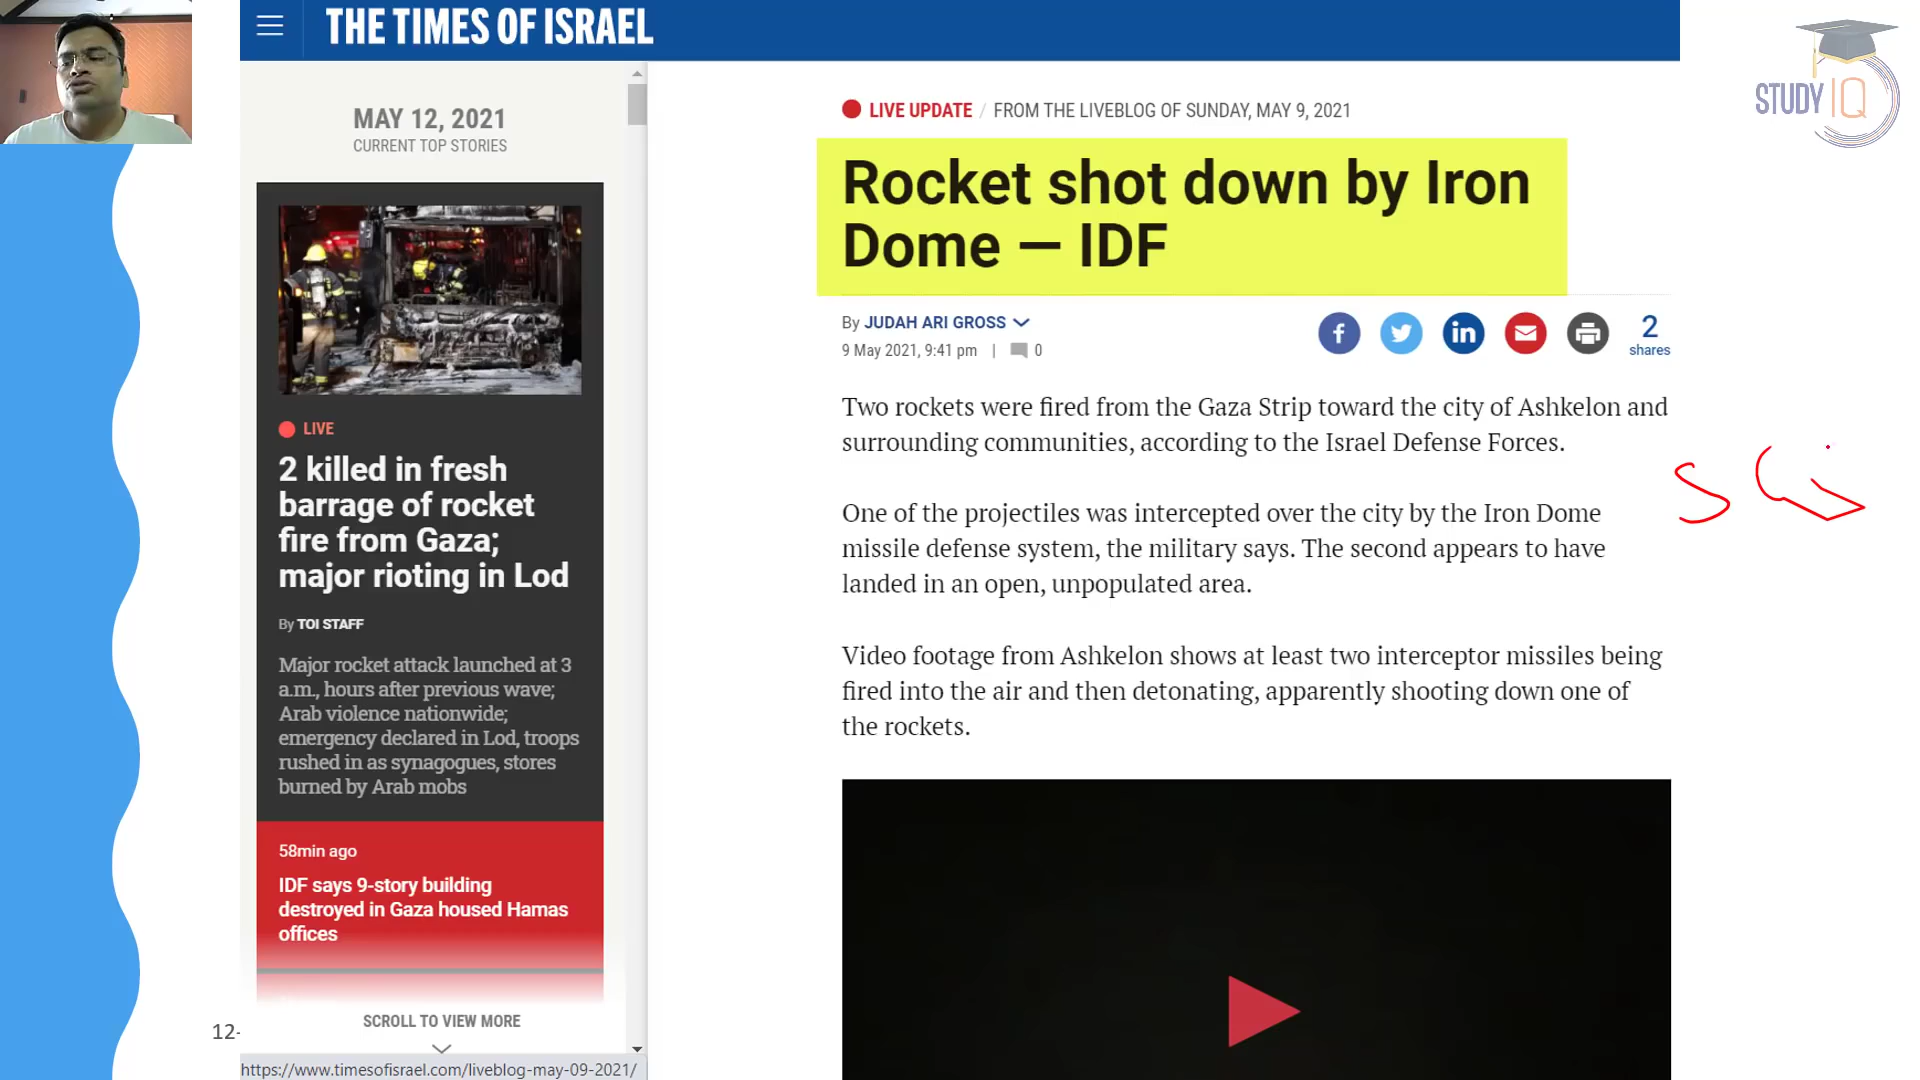 THE TIMES OF ISRAEL
STUDY IQ
MAY 12, 2021
CURRENT TOP STORIES
LIVE
2 killed in fresh
barrage of rocket
fire from Gaza;
major rioting in Lod
By TOI STAFF
Major rocket attack launched at 3
a.m., hours after previous wave;
Arab violence nationwide;
emergency declared in Lod, troops
rushed in as synagogues, stores
burned by Arab mobs
58min ago
IDF says 9-story building
destroyed in Gaza housed Hamas
offices
SCROLL TO VIEW MORE
12-
https://www.timesofisrael.com/liveblog-may-09-2021/
LIVE UPDATE / FROM THE LIVEBLOG OF SUNDAY, MAY 9, 2021
Rocket shot down by Iron
Dome — IDF
By JUDAH ARI GROSS
9 May 2021, 9:41 pm | 0
2
shares
Two rockets were fired from the Gaza Strip toward the city of Ashkelon and
surrounding communities, according to the Israel Defense Forces.
One of the projectiles was intercepted over the city by the Iron Dome
missile defense system, the military says. The second appears to have
landed in an open, unpopulated area.
Video footage from Ashkelon shows at least two interceptor missiles being
fired into the air and then detonating, apparently shooting down one of
the rockets.